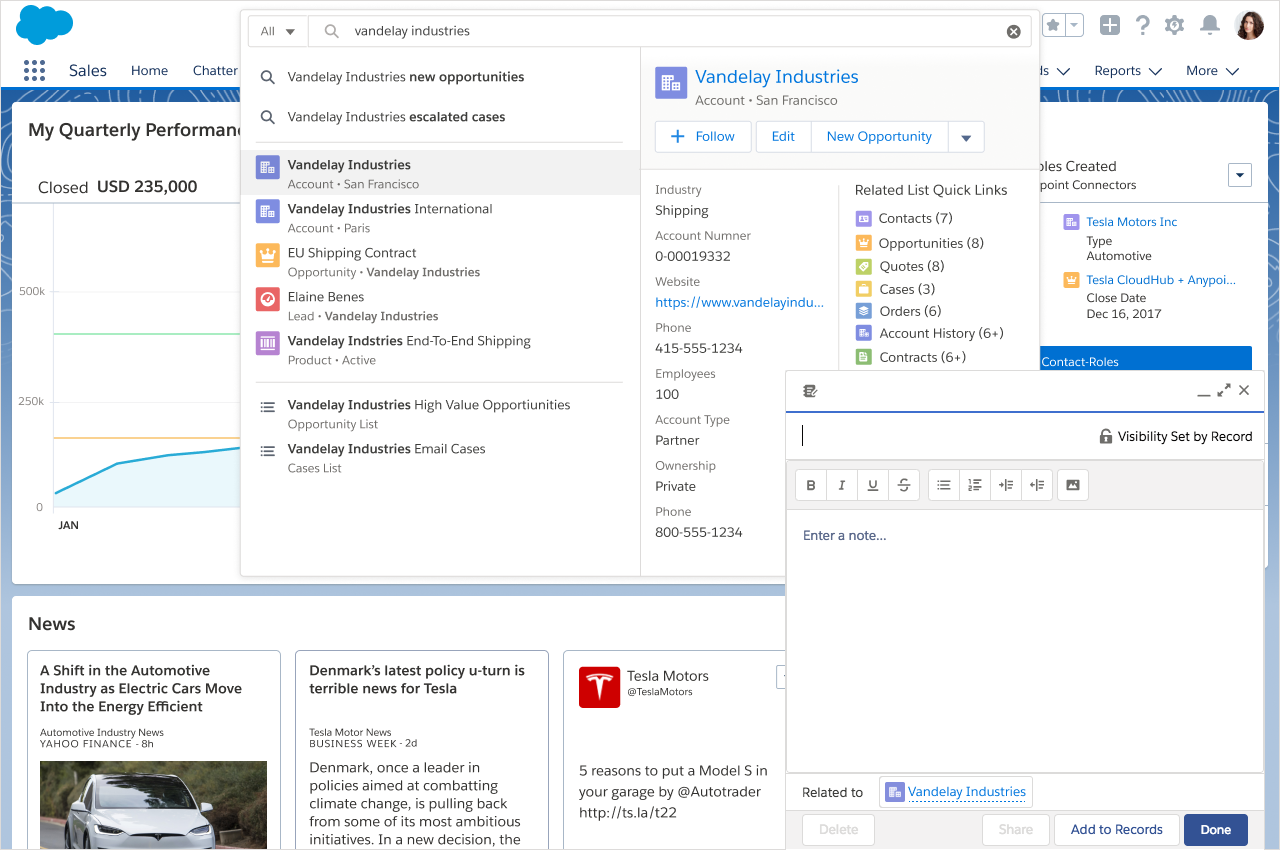 All
vandelay industries
Sales
Home
Chatter
Reports
More
Vandelay Industries new opportunities
Vandelay Industries escalated cases
Vandelay Industries
Account • San Francisco
Vandelay Industries International
Account • Paris
EU Shipping Contract
Opportunity • Vandelay Industries
Elaine Benes
Lead • Vandelay Industries
Vandelay Indstries End-To-End Shipping
Product • Active
Vandelay Industries High Value Opportiunities
Opportunity List
Vandelay Industries Email Cases
Cases List
Vandelay Industries
Account • San Francisco
Follow
Edit
New Opportunity
Industry
Shipping
Account Numner
0-00019332
Website
https://www.vandelayindu...
Phone
415-555-1234
Employees
100
Account Type
Partner
Ownership
Private
Phone
800-555-1234
Related List Quick Links
Contacts (7)
Opportunities (8)
Quotes (8)
Cases (3)
Orders (6)
Account History (6+)
Contracts (6+)
My Quarterly Performan
Closed USD 235,000
500k
250k
0
JAN
les Created
point Connectors
Tesla Motors Inc
Type
Automotive
Tesla CloudHub + Anypoi...
Close Date
Dec 16, 2017
Contact-Roles
Visibility Set by Record
B I U S
Enter a note...
Related to
Vandelay Industries
Delete
Share
Add to Records
Done
News
A Shift in the Automotive
Industry as Electric Cars Move
Into the Energy Efficient
Automotive Industry News
YAHOO FINANCE - 8h
Denmark's latest policy u-turn is
terrible news for Tesla
Tesla Motor News
BUSINESS WEEK - 2d
Denmark, once a leader in
policies aimed at combatting
climate change, is pulling back
from some of its most ambitious
initiatives. In a new decision, the
Tesla Motors
@TeslaMotors
5 reasons to put a Model S in
your garage by @Autotrader
http://ts.la/t22